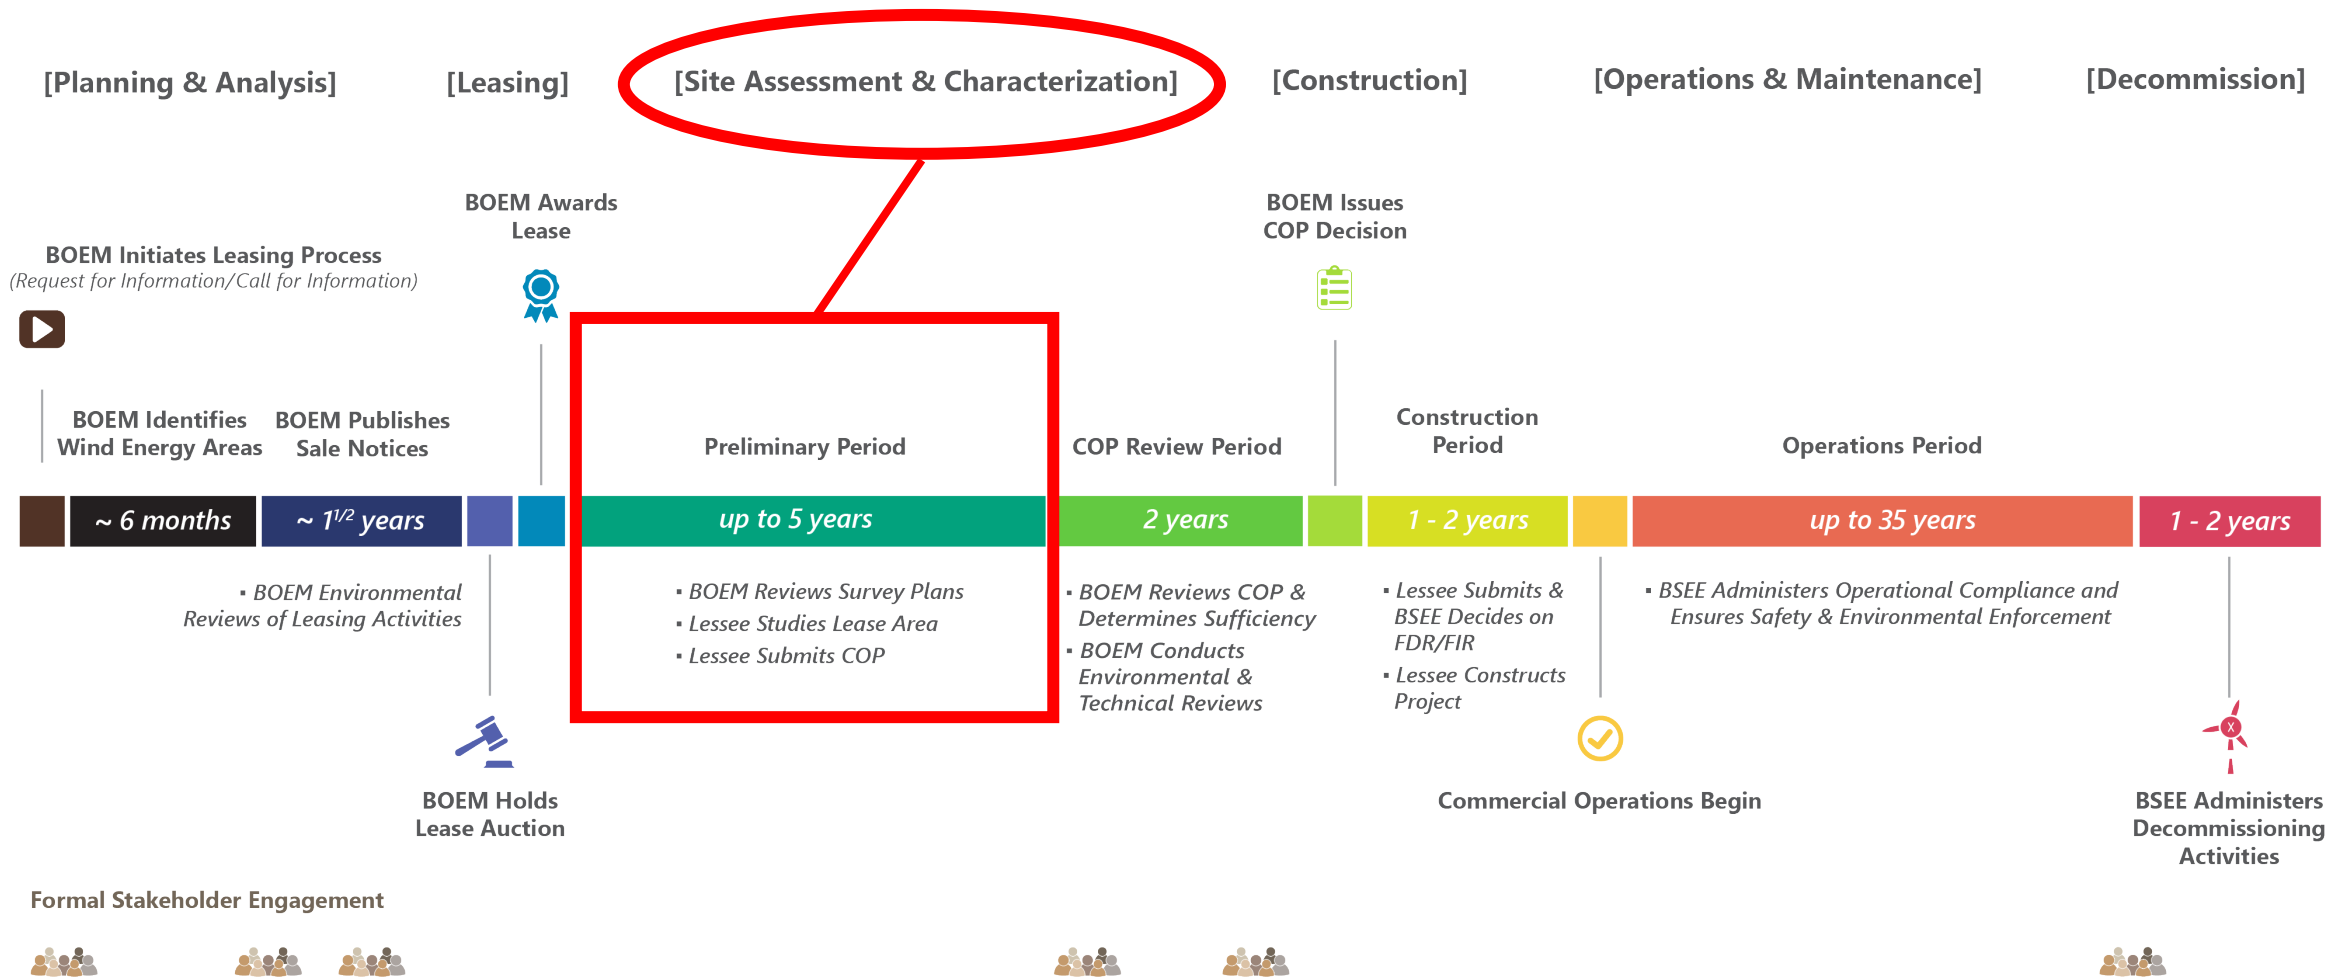 [Planning & Analysis]
[Leasing]
[Site Assessment & Characterization]
[Construction]
[Operations & Maintenance]
[Decommission]
BOEM Initiates Leasing Process
(Request for Information/Call for Information)
BOEM Awards
Lease
BOEM Issues
COP Decision
BOEM Identifies
Wind Energy Areas
BOEM Publishes
Sale Notices
Preliminary Period
COP Review Period
Construction
Period
Operations Period
~ 6 months
~ 1 1/2 years
up to 5 years
2 years
1 - 2 years
up to 35 years
1 - 2 years
▪ BOEM Environmental
Reviews of Leasing Activities
▪ BOEM Reviews Survey Plans
▪ Lessee Studies Lease Area
▪ Lessee Submits COP
▪ BOEM Reviews COP &
Determines Sufficiency
▪ BOEM Conducts
Environmental &
Technical Reviews
▪ Lessee Submits &
BSEE Decides on
FDR/FIR
▪ Lessee Constructs
Project
▪ BSEE Administers Operational Compliance and
Ensures Safety & Environmental Enforcement
BOEM Holds
Lease Auction
Commercial Operations Begin
X
BSEE Administers
Decommissioning
Activities
Formal Stakeholder Engagement